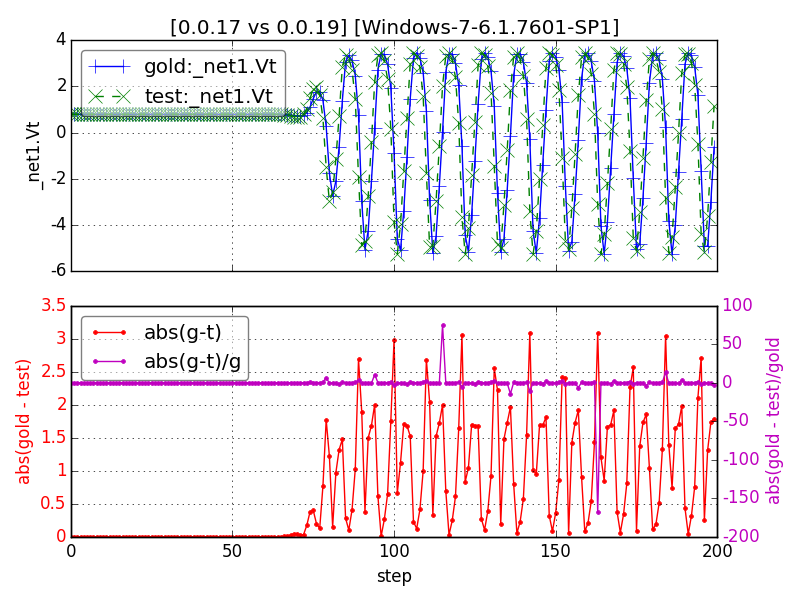 [0.0.17 vs 0.0.19] [Windows-7-6.1.7601-SP1]
4
2
0
-2
-4
-6
_net1.Vt
gold:_net1.Vt
test:_net1.Vt
3.5
3
2.5
2
1.5
1
0.5
0
abs(gold - test)
abs(g-t)
abs(g-t)/g
100
50
0
-50
-100
-150
-200
abs(gold - test)/gold
0
50
100
150
200
step